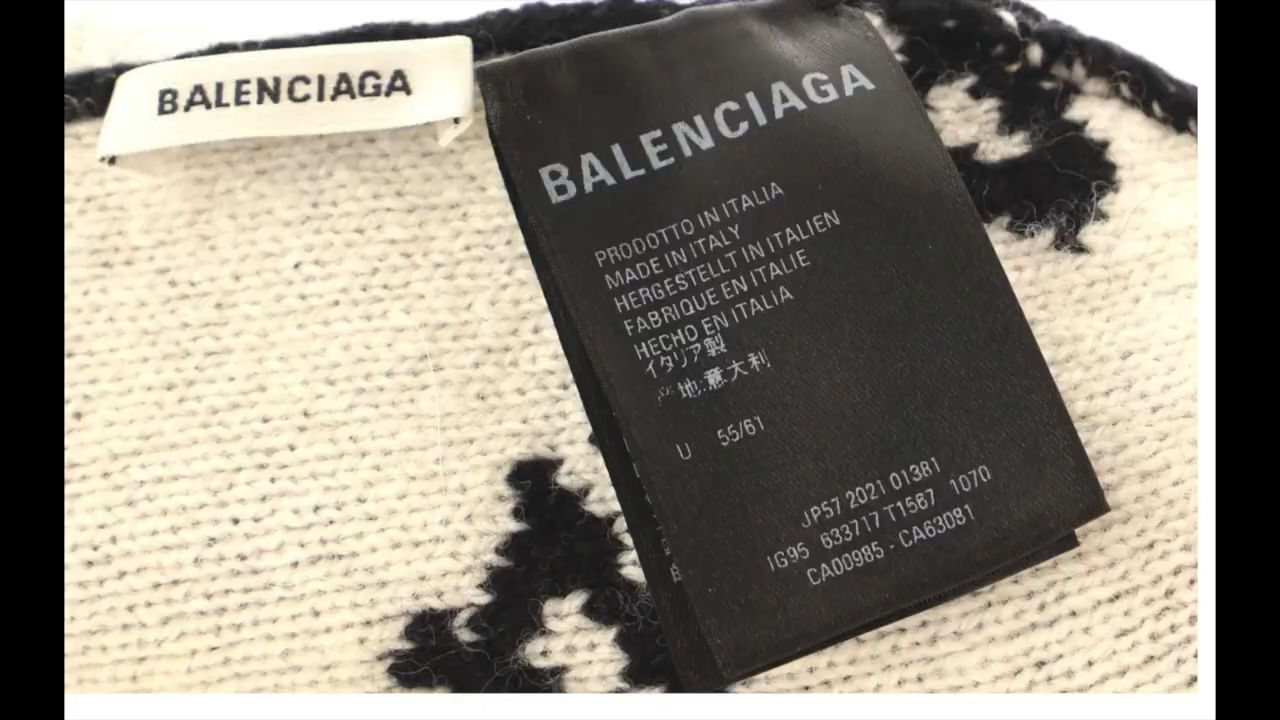 BALENCIAGA
BALENCIAGA
PRODOTTO IN ITALIA
MADE IN ITALY
HERGESTELLT IN ITALIEN
FABRIQUE EN ITALIE
HECHO EN ITALIA
イタリア製
产地:意大利
U 55/61
JP57 2021 01381
IG95 633717 T1567 1070
CA00985 - CA63081